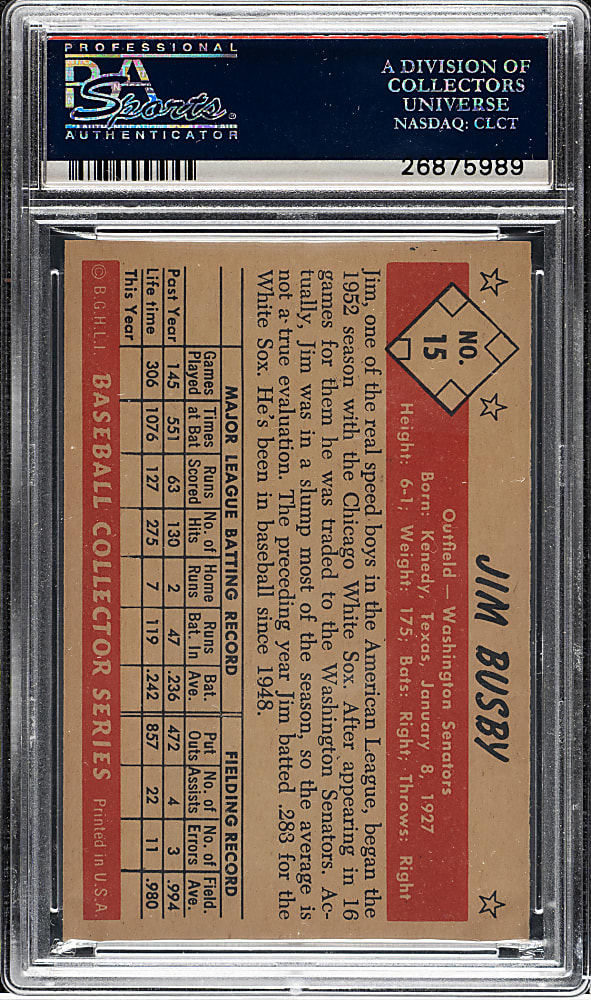 PROFESSIONAL
PSA
Sports
AUTHENTICATOR
A DIVISION OF
COLLECTORS
UNIVERSE
NASDAQ: CLCT
26875989
NO.
15
JIM BUSBY
Outfield — Washington Senators
Born: Kenedy, Texas, January 8, 1927
Height: 6-1; Weight: 175; Bats: Right; Throws: Right
Jim, one of the real speed boys in the American League, began the
1952 season with the Chicago White Sox. After appearing in 16
games for them he was traded to the Washington Senators. Ac-
tually, Jim was in a slump most of the season, so the average is
not a true evaluation. The preceding year Jim batted .283 for the
White Sox. He's been in baseball since 1948.
MAJOR LEAGUE BATTING RECORD FIELDING RECORD
Games Times Runs No. of Home Runs Bat. Put No. of No. of Field.
Played at Bat Scored Hits Runs Bat. In Ave. Outs Assists Errors Ave.
Past Year 145 551 63 130 2 47 .236 472 4 3 .994
Life time 306 1076 127 275 7 119 .242 857 22 11 .980
This Year
© B.G.H.L.I. BASEBALL COLLECTOR SERIES Printed in U.S.A.